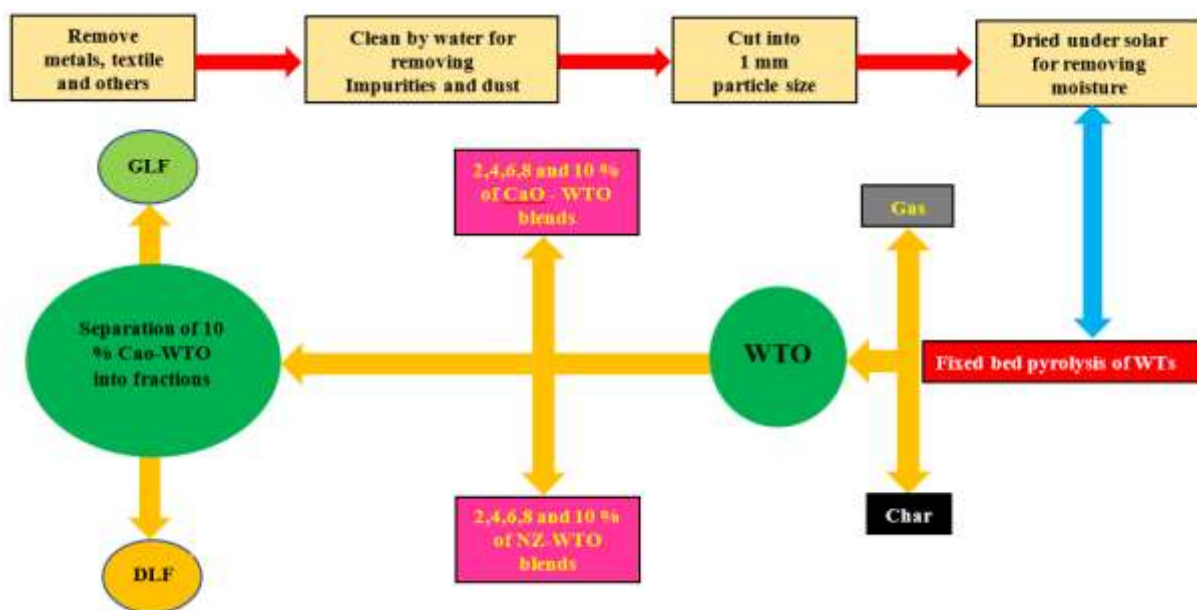 Remove
metals, textile
and others
Clean by water for
removing
Impurities and dust
Cut into
1 mm
particle size
Dried under solar
for removing
moisture
GLF
2,4,6,8 and 10 %
of CaO - WTO
blends
Gas
Separation of 10
% Cao-WTO
into fractions
WTO
Fixed bed pyrolysis of WTs
2,4,6,8 and 10 %
of NZ-WTO
blends
Char
DLF